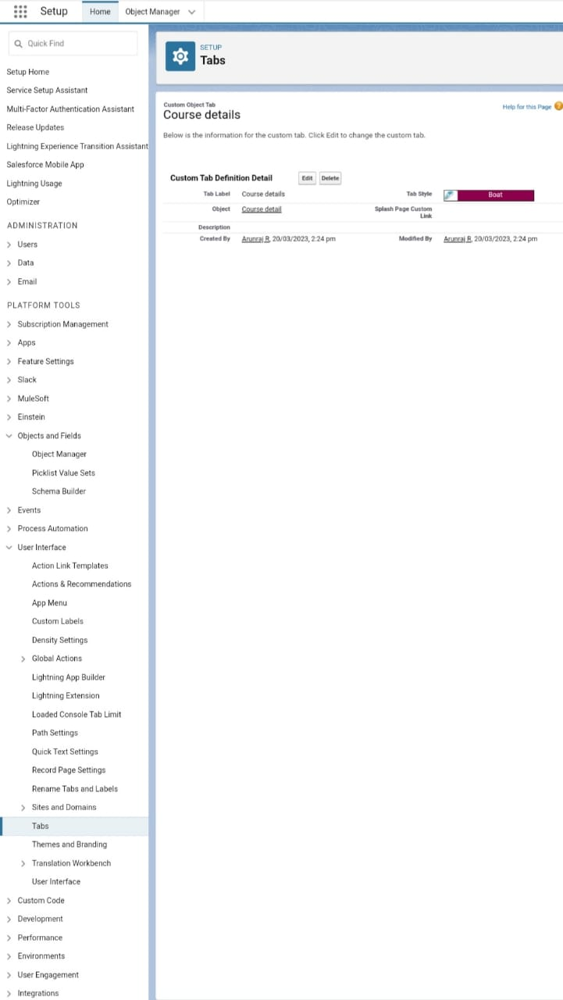 Setup
Home
Object Manager
Quick Find
Setup Home
Service Setup Assistant
Multi-Factor Authentication Assistant
Release Updates
Lightning Experience Transition Assistant
Salesforce Mobile App
Lightning Usage
Optimizer
ADMINISTRATION
Users
Data
Email
PLATFORM TOOLS
Subscription Management
Apps
Feature Settings
Slack
MuleSoft
Einstein
Objects and Fields
Object Manager
Picklist Value Sets
Schema Builder
Events
Process Automation
User Interface
Action Link Templates
Actions & Recommendations
App Menu
Custom Labels
Density Settings
Global Actions
Lightning App Builder
Lightning Extension
Loaded Console Tab Limit
Path Settings
Quick Text Settings
Record Page Settings
Rename Tabs and Labels
Sites and Domains
Tabs
Themes and Branding
Translation Workbench
User Interface
Custom Code
Development
Performance
Environments
User Engagement
Integrations
SETUP
Tabs
Custom Object Tab
Course details
Help for this Page ?
Below is the information for the custom tab. Click Edit to change the custom tab.
Custom Tab Definition Detail Edit Delete
Tab Label Course details Tab Style Boat
Object Course detail Splash Page Custom
Link
Description
Created By Arunraj R, 20/03/2023, 2:24 pm Modified By Arunraj R, 20/03/2023, 2:24 pm